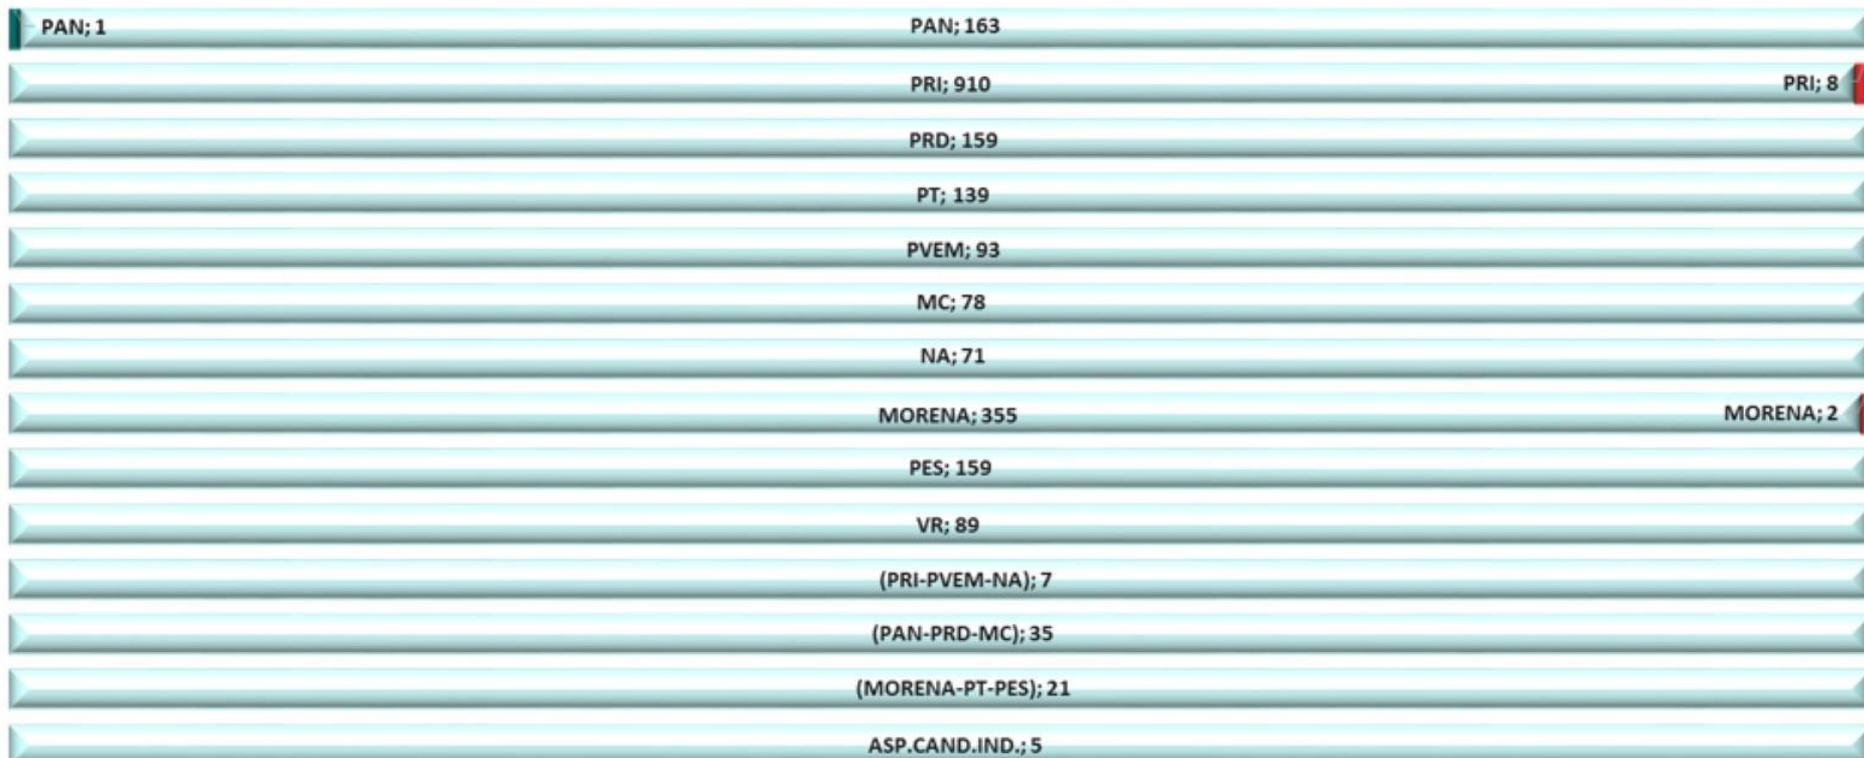 PAN; 1 PAN; 163
PRI; 910 PRI; 8
PRD; 159
PT; 139
PVEM; 93
MC; 78
NA; 71
MORENA; 355 MORENA; 2
PES; 159
VR; 89
(PRI-PVEM-NA); 7
(PAN-PRD-MC); 35
(MORENA-PT-PES); 21
ASP.CAND.IND.; 5